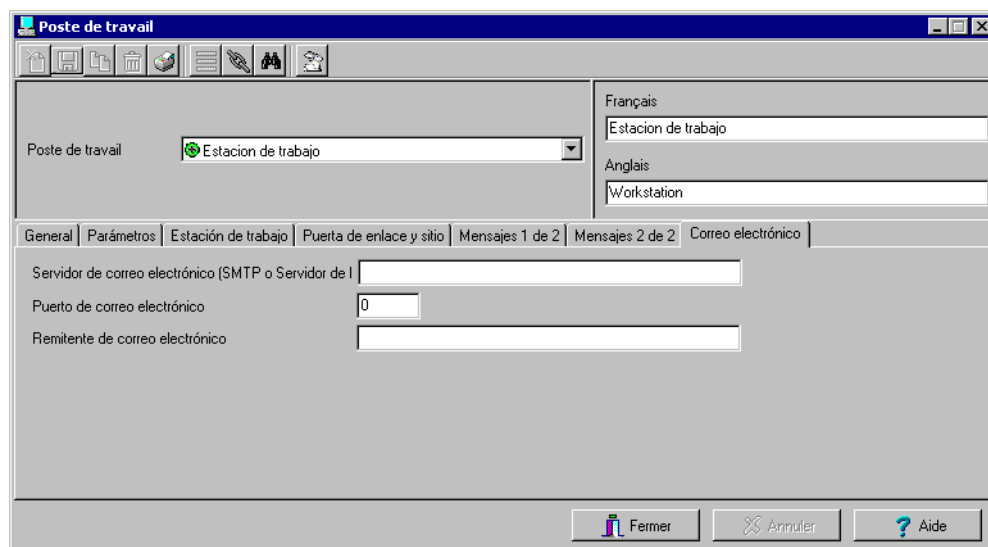 Poste de travail
Français
Estacion de trabajo
Poste de travail
Estacion de trabajo
Anglais
Workstation
General Parámetros Estación de trabajo Puerta de enlace y sitio Mensajes 1 de 2 Mensajes 2 de 2 Correo electrónico
Servidor de correo electrónico (SMTP o Servidor de
Puerto de correo electrónico 0
Remitente de correo electrónico
Fermer Annuler ? Aide